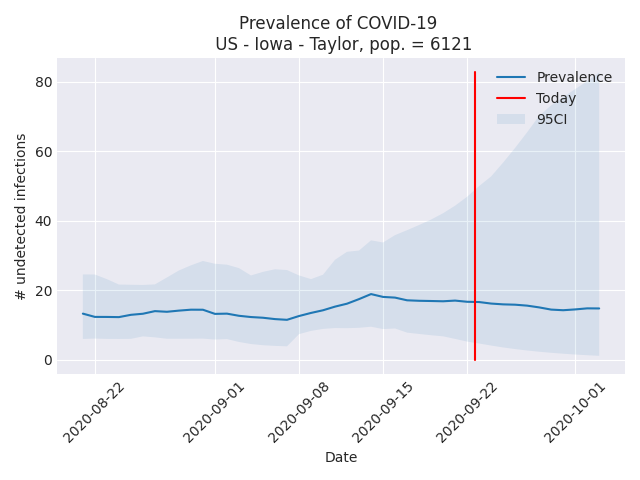 Prevalence of COVID-19
US - Iowa - Taylor, pop. = 6121
Prevalence
Today
95CI
# undetected infections
80
60
40
20
0
2020-08-22
2020-09-01
2020-09-08
2020-09-15
2020-09-22
2020-10-01
Date